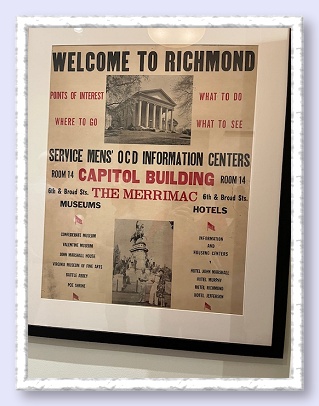 WELCOME TO RICHMOND
POINTS OF INTEREST
WHAT TO DO
WHERE TO GO
WHAT TO SEE
SERVICE MENS' OCD INFORMATION CENTERS
ROOM 14 CAPITOL BUILDING ROOM 14
6th & Broad Sts. THE MERRIMAC 6th & Broad Sts.
MUSEUMS
CONFEDERATE MUSEUM
VALENTINE MUSEUM
JOHN MARSHALL HOUSE
VIRGINIA MUSEUM OF FINE ARTS
BATTLE ABBEY
POE SHRINE
HOTELS
INFORMATION
AND
HOUSING CENTERS
HOTEL JOHN MARSHALL
HOTEL MURPHY
HOTEL RICHMOND
HOTEL JEFFERSON